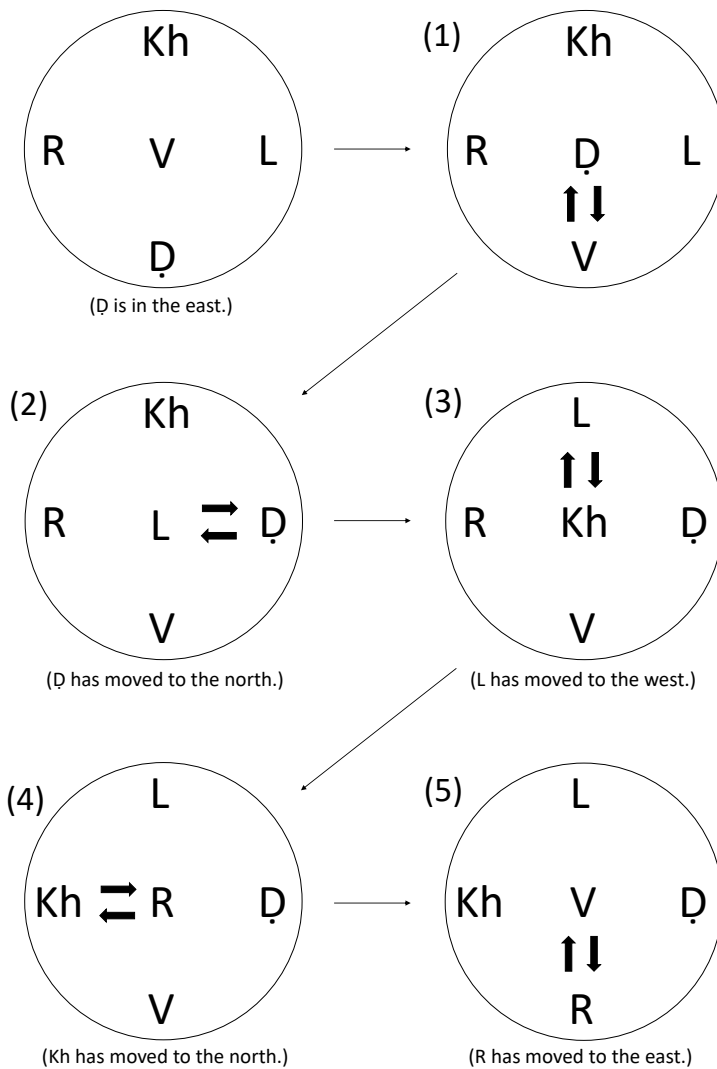 Kh
R V L
Ḍ
(Ḍ is in the east.)
(1)
Kh
R Ḍ L
V
(2)
Kh
R L Ḍ
V
(Ḍ has moved to the north.)
(3)
L
R Kh Ḍ
V
(L has moved to the west.)
(4)
L
Kh R Ḍ
V
(Kh has moved to the north.)
(5)
L
Kh V Ḍ
R
(R has moved to the east.)